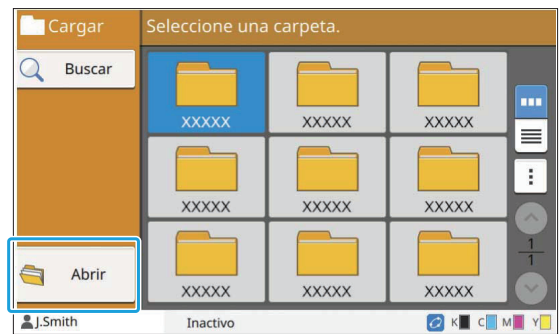 Cargar
Seleccione una carpeta.
Buscar
XXXXX XXXXX XXXXX
XXXXX XXXXX XXXXX
1
1
Abrir
XXXXX XXXXX XXXXX
J.Smith Inactivo K C M Y